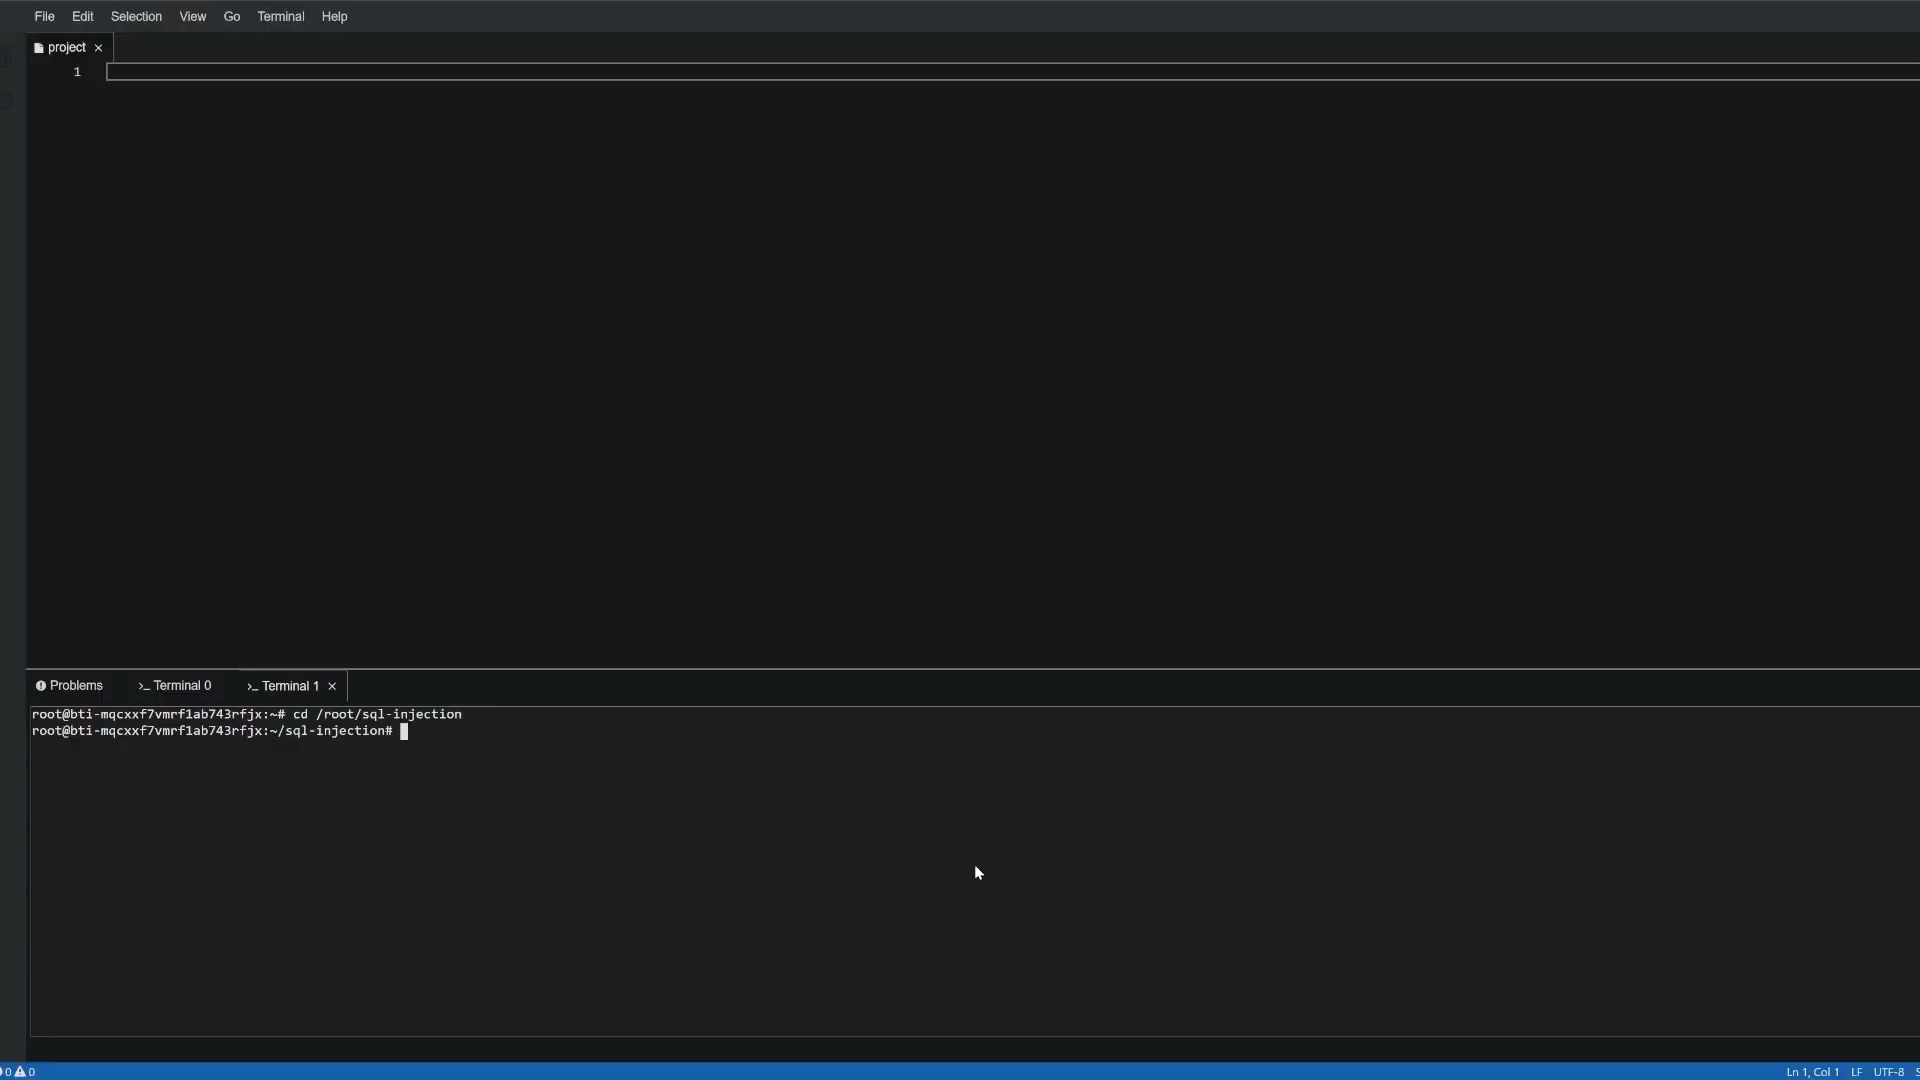 File Edit Selection View Go Terminal Help
project ×
1
Problems >_ Terminal 0 >_ Terminal 1 ×
root@bti-mqcxxf7vmrf1ab743rfjx:~# cd /root/sql-injection
root@bti-mqcxxf7vmrf1ab743rfjx:~/sql-injection#
0 0 Ln 1, Col 1 LF UTF-8 S